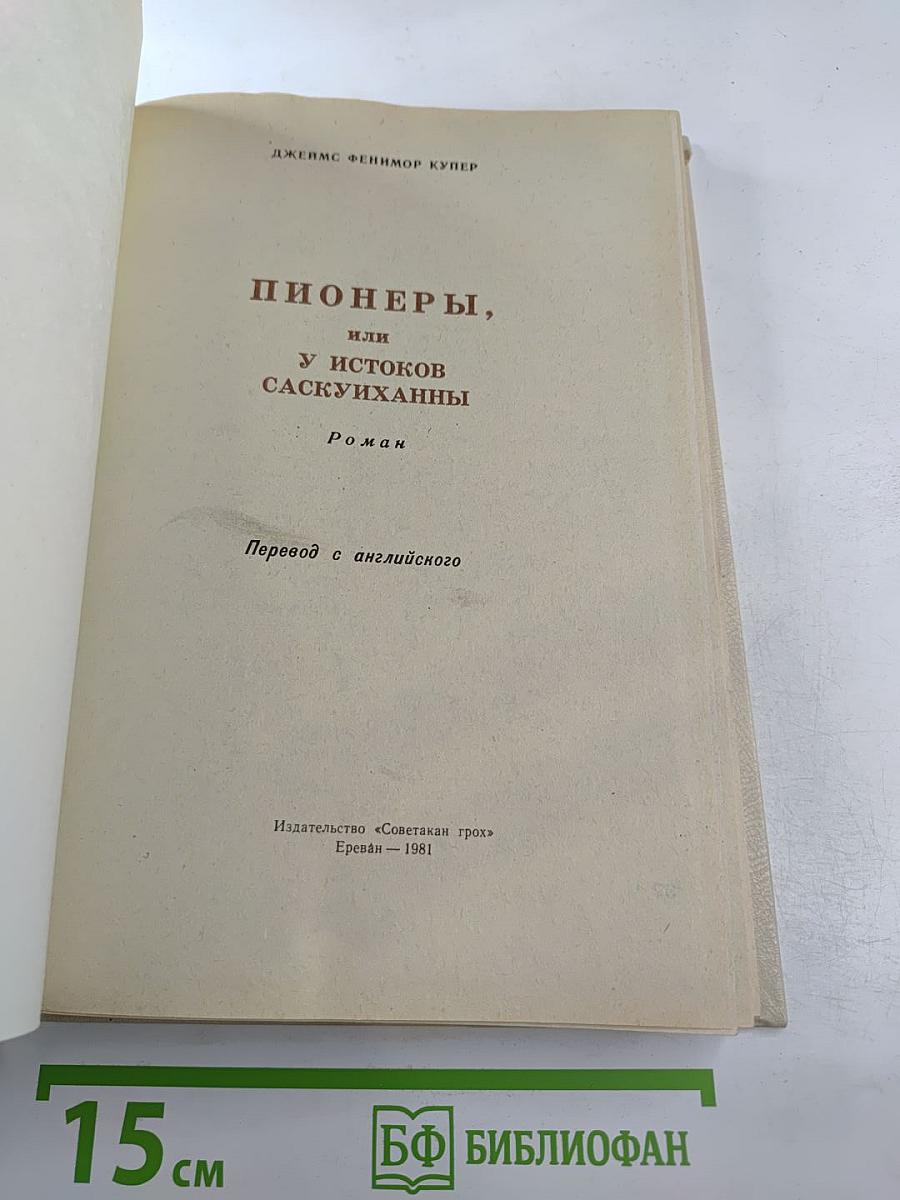 ДЖЕЙМС ФЕНИМОР КУПЕР
ПИОНЕРЫ,
или
У ИСТОКОВ
САСКУИХАННЫ
Роман
Перевод с английского
Издательство «Советакан грох»
Ереван — 1981
15 см
БФ БИБЛИОФАН